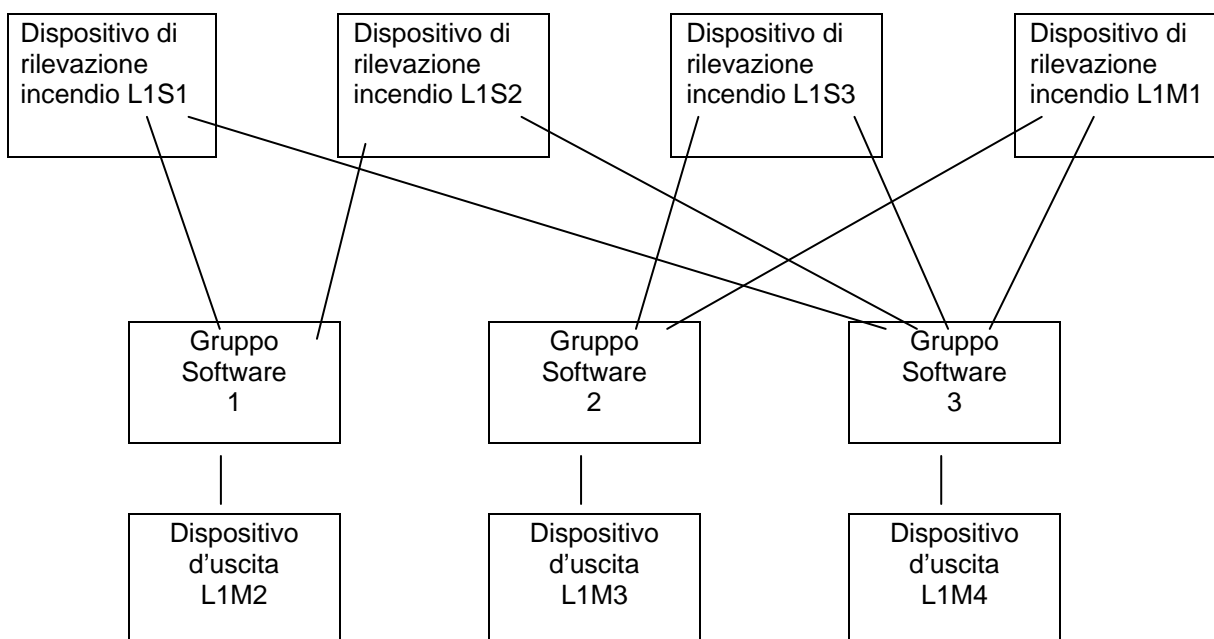 Dispositivo di
rilevazione
incendio L1S1
Dispositivo di
rilevazione
incendio L1S2
Dispositivo di
rilevazione
incendio L1S3
Dispositivo di
rilevazione
incendio L1M1
Gruppo
Software
1
Gruppo
Software
2
Gruppo
Software
3
Dispositivo
d'uscita
L1M2
Dispositivo
d'uscita
L1M3
Dispositivo
d'uscita
L1M4